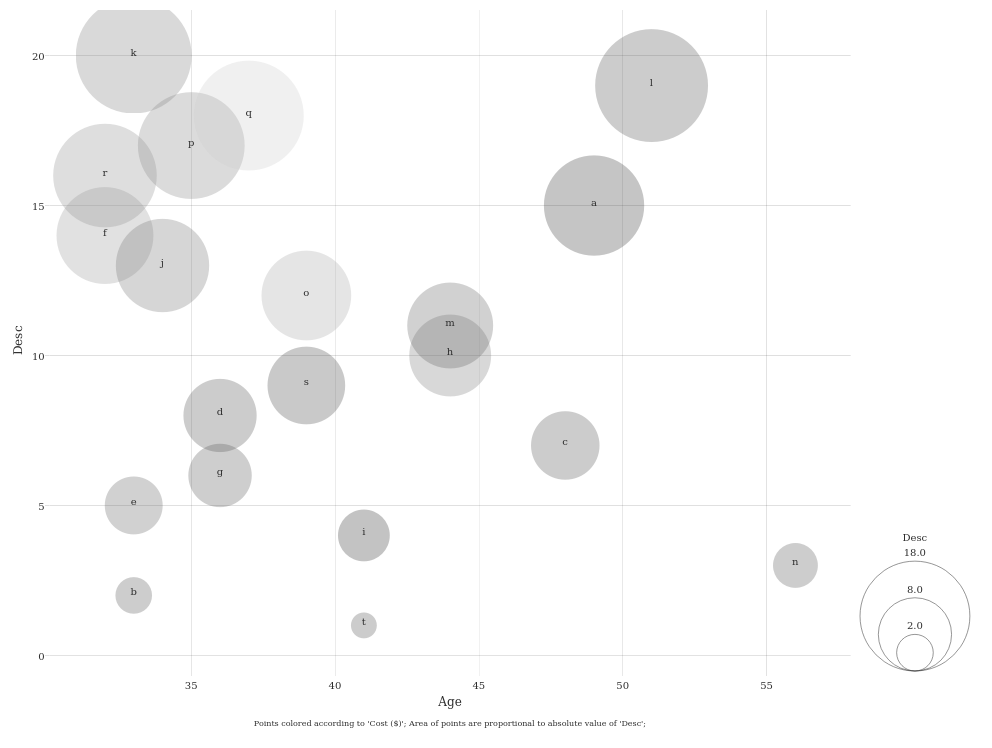 20
15
10
5
0
Desc
k
l
q
p
r
a
f
j
o
m
h
s
d
c
g
e
i
n
b
t
35
40
45
50
55
Age
Desc
18.0
8.0
2.0
Points colored according to 'Cost ($)'; Area of points are proportional to absolute value of 'Desc';